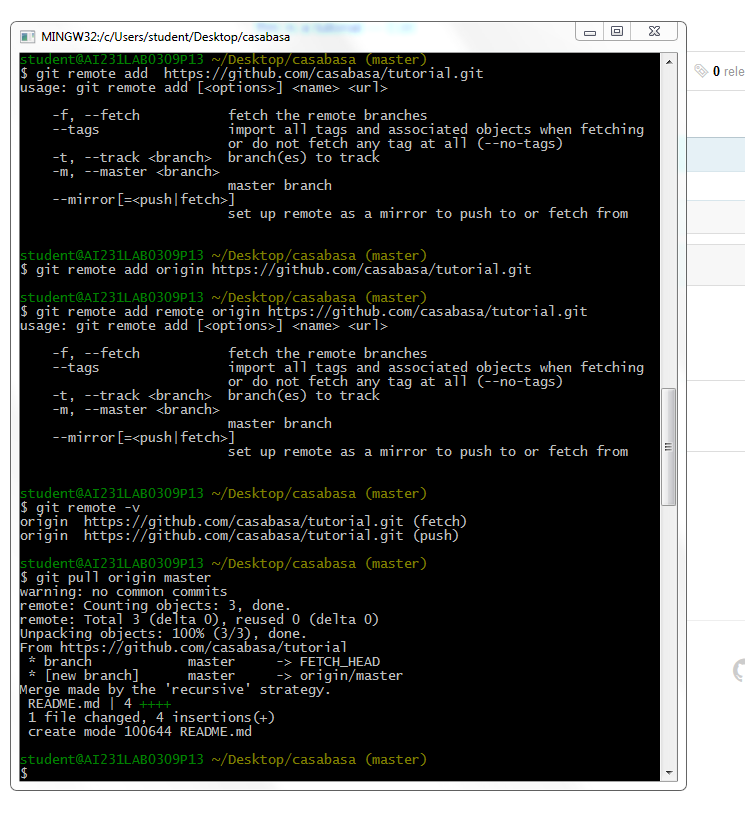 MINGW32:/c/Users/student/Desktop/casabasa
student@AI231LAB0309P13 ~/Desktop/casabasa (master)
$ git remote add  https://github.com/casabasa/tutorial.git
usage: git remote add [<options>] <name> <url>
    -f, --fetch           fetch the remote branches
    --tags                import all tags and associated objects when fetching
                          or do not fetch any tag at all (--no-tags)
    -t, --track <branch>  branch(es) to track
    -m, --master <branch>
                          master branch
    --mirror[=<push|fetch>]
                          set up remote as a mirror to push to or fetch from
student@AI231LAB0309P13 ~/Desktop/casabasa (master)
$ git remote add origin https://github.com/casabasa/tutorial.git
student@AI231LAB0309P13 ~/Desktop/casabasa (master)
$ git remote add remote origin https://github.com/casabasa/tutorial.git
usage: git remote add [<options>] <name> <url>
    -f, --fetch           fetch the remote branches
    --tags                import all tags and associated objects when fetching
                          or do not fetch any tag at all (--no-tags)
    -t, --track <branch>  branch(es) to track
    -m, --master <branch>
                          master branch
    --mirror[=<push|fetch>]
                          set up remote as a mirror to push to or fetch from
student@AI231LAB0309P13 ~/Desktop/casabasa (master)
$ git remote -v
origin  https://github.com/casabasa/tutorial.git (fetch)
origin  https://github.com/casabasa/tutorial.git (push)
student@AI231LAB0309P13 ~/Desktop/casabasa (master)
$ git pull origin master
warning: no common commits
remote: Counting objects: 3, done.
remote: Total 3 (delta 0), reused 0 (delta 0)
Unpacking objects: 100% (3/3), done.
From https://github.com/casabasa/tutorial
 * branch            master     -> FETCH_HEAD
 * [new branch]      master     -> origin/master
Merge made by the 'recursive' strategy.
 README.md | 4 ++++
 1 file changed, 4 insertions(+)
 create mode 100644 README.md
student@AI231LAB0309P13 ~/Desktop/casabasa (master)
$
0 rele